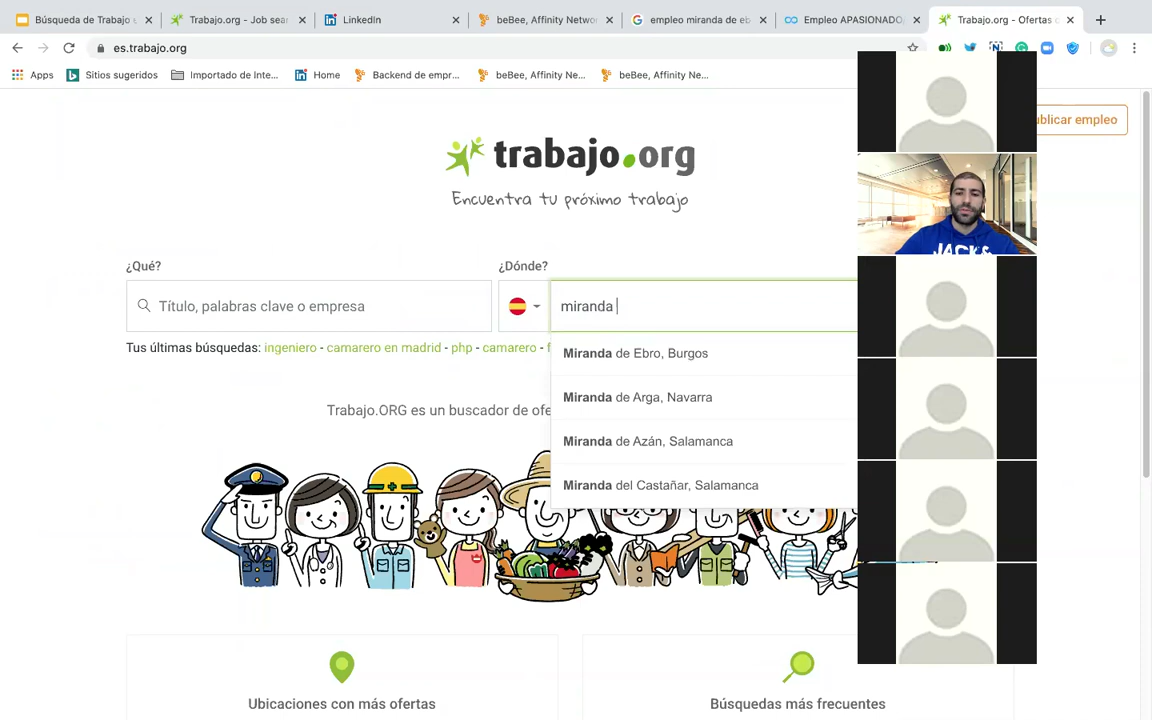 Búsqueda de Trabajo e
Trabajo.org - Job sear
LinkedIn
beBee, Affinity Netwo
empleo miranda de eb
Empleo APASIONADO
Trabajo.org - Ofertas d
es.trabajo.org
Apps
Sitios sugeridos
Importado de Inte...
Home
Backend de empr...
beBee, Affinity Ne...
beBee, Affinity Ne...
ublicar empleo
trabajo.org
Encuentra tu próximo trabajo
¿Qué?
¿Dónde?
Título, palabras clave o empresa
miranda
Tus últimas búsquedas: ingeniero - camarero en madrid - php - camarero - f
Miranda de Ebro, Burgos
Miranda de Arga, Navarra
Trabajo.ORG es un buscador de ofe
Miranda de Azán, Salamanca
Miranda del Castañar, Salamanca
JACK&
Ubicaciones con más ofertas
Búsquedas más frecuentes